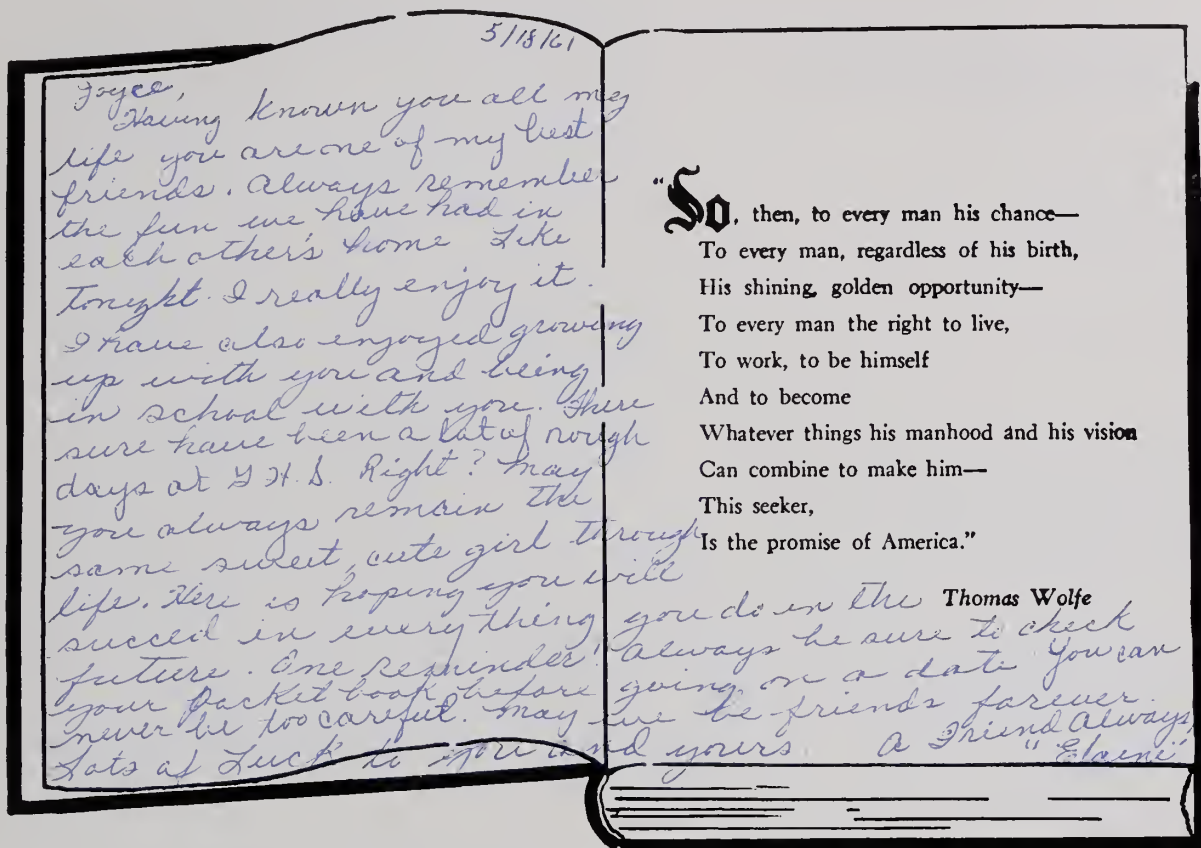 5/18/61
Joyce,
Having known you all my
life you are one of my best
friends. Always remember
the fun we have had in
each other's home Like
Tonight. I really enjoy it.
I have also enjoyed growing
up with you and being
in school with you. There
sure have been a lot of rough
days at G.H.S. Right? May
you always remain the
same sweet, cute girl through
life. Here is hoping you will
succed in everything you do in the
future. One reminder! Always be sure to check
your pocket book before going on a date You can
never be too careful. May we be friends forever.
Lots of Luck to you and yours. A Friend Always,
"Elaine"
"So, then, to every man his chance—
To every man, regardless of his birth,
His shining, golden opportunity—
To every man the right to live,
To work, to be himself
And to become
Whatever things his manhood and his vision
Can combine to make him—
This seeker,
Is the promise of America."
Thomas Wolfe